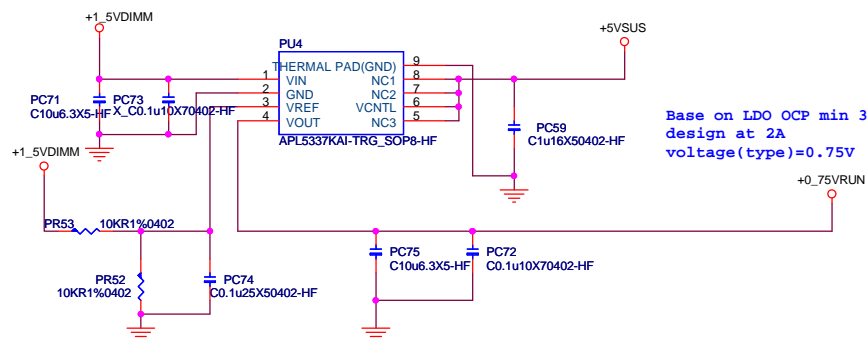 +1_5VDIMM
+5VSUS
PU4
THERMAL PAD(GND) 9
1 VIN NC1 8
2 GND NC2 7
3 VREF VCNTL 6
4 VOUT NC3 5
APL5337KAI-TRG_SOP8-HF
PC71
C10u6.3X5-HF
PC73
X_C0.1u10X70402-HF
PC59
C1u16X50402-HF
Base on LDO OCP min 3
design at 2A
voltage(type)=0.75V
+1_5VDIMM
+0_75VRUN
PR53
10KR1%0402
PR52
10KR1%0402
PC74
C0.1u25X50402-HF
PC75
C10u6.3X5-HF
PC72
C0.1u10X70402-HF